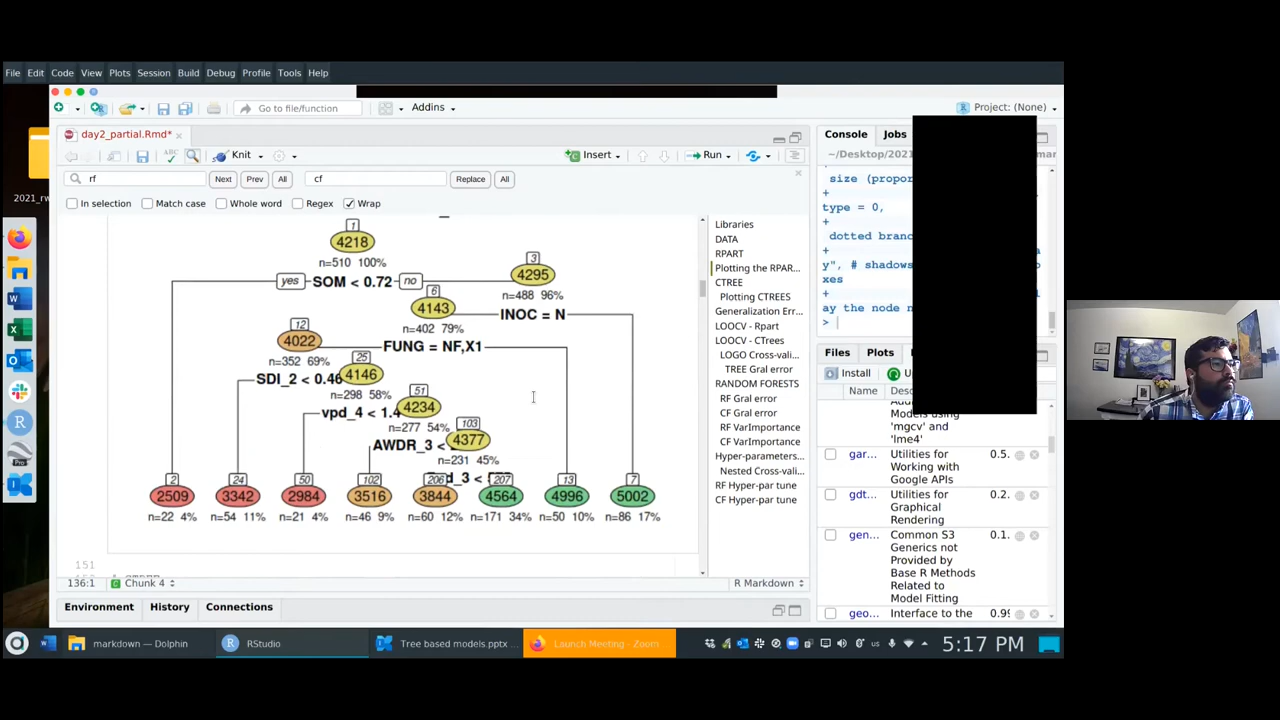 File Edit Code View Plots Session Build Debug Profile Tools Help
Go to file/function
Addins
Project: (None)
day2_partial.Rmd*
Knit
Insert
Run
rf
Next
Prev
All
cf
Replace
All
In selection
Match case
Whole word
Regex
Wrap
1
4218
n=510 100%
yes
SOM < 0.72
no
3
4295
n=488 96%
6
4143
INOC = N
n=402 79%
12
4022
FUNG = NF,X1
n=352 69%
25
4146
SDI_2 < 0.46
n=298 58%
51
4234
vpd_4 < 1.4
n=277 54%
103
4377
AWDR_3 <
n=231 45%
_3 <
2
24
50
102
206
207
13
7
2509
3342
2984
3516
3844
4564
4996
5002
n=22 4%
n=54 11%
n=21 4%
n=46 9%
n=60 12%
n=171 34%
n=50 10%
n=86 17%
151
136:1
Chunk 4
R Markdown
Libraries
DATA
RPART
Plotting the RPAR...
CTREE
Plotting CTREES
Generalization Err...
LOOCV - Rpart
LOOCV - CTrees
LOGO Cross-vali...
TREE Gral error
RANDOM FORESTS
RF Gral error
CF Gral error
RF VarImportance
CF VarImportance
Hyper-parameters...
Nested Cross-vali...
RF Hyper-par tune
CF Hyper-par tune
Environment
History
Connections
Console
Jobs
~/Desktop/2021
size (propor
+
type = 0,
+
dotted branc
+
y", # shadows
xes
+
ay the node n
>
Files
Plots
Install
Name
Models using
'mgcv' and
'lme4'
gar...
Utilities for
Working with
Google APIs
0.5.
gdt...
Utilities for
Graphical
Rendering
0.2.
gen...
Common S3
Generics not
Provided by
Base R Methods
Related to
Model Fitting
0.1.
geo...
Interface to the
0.99
markdown — Dolphin
RStudio
Tree based models.pptx ...
Launch Meeting - Zoom
us
5:17 PM